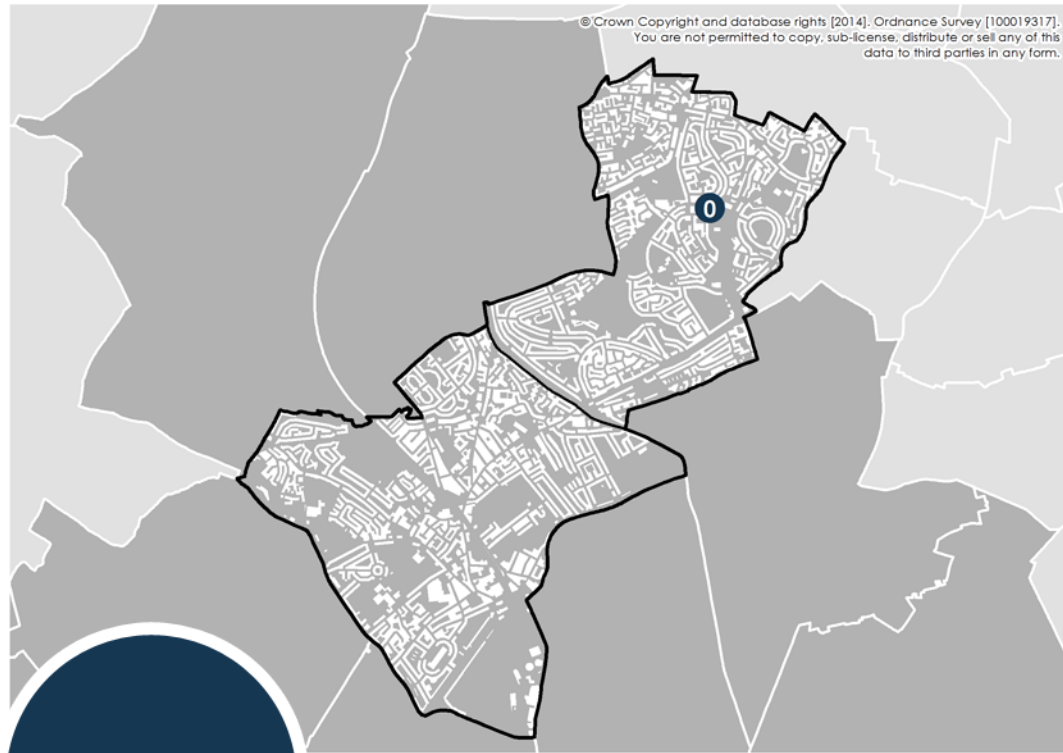 © Crown Copyright and database rights [2014]. Ordnance Survey [100019317].
You are not permitted to copy, sub-license, distribute or sell any of this
data to third parties in any form.
0